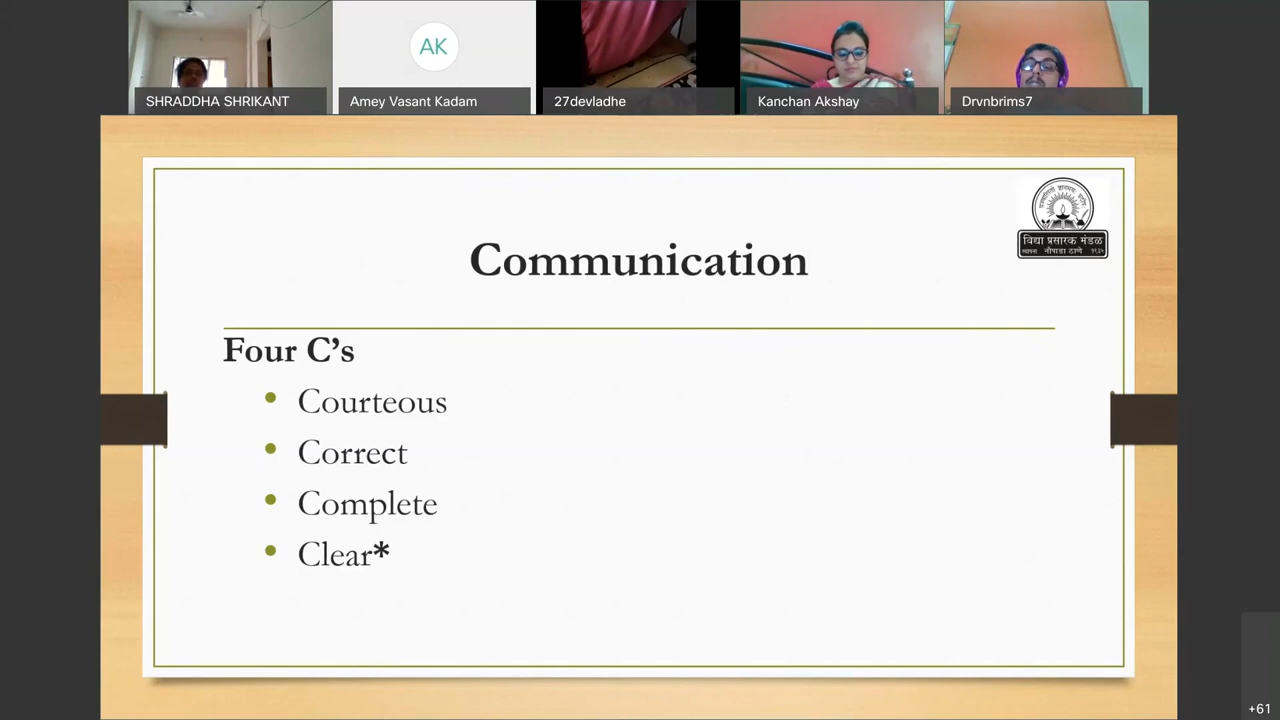 AK
SHRADDHA SHRIKANT
Amey Vasant Kadam
27devladhe
Kanchan Akshay
Drvnbrims7
विद्या प्रसारक मंडळ
नौपाडा ठाणे
Communication
Four C’s
• Courteous
• Correct
• Complete
• Clear*
+61